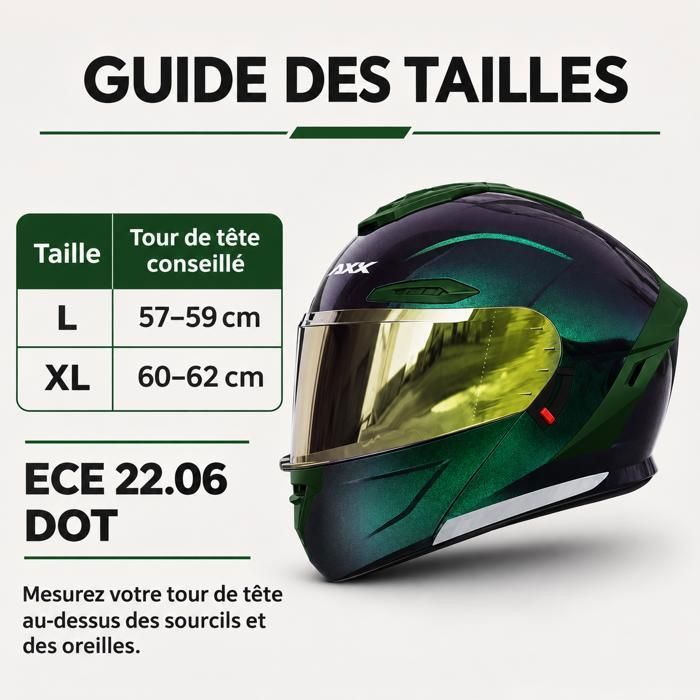 GUIDE DES TAILLES
Taille
Tour de tête
conseillé
L
57–59 cm
XL
60–62 cm
ECE 22.06
DOT
Mesurez votre tour de tête
au-dessus des sourcils et
des oreilles.
AXK